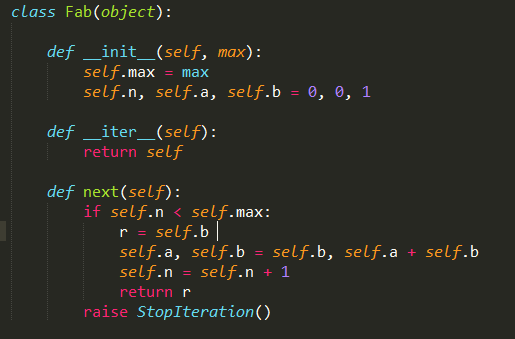 class Fab(object):
    def __init__(self, max):
        self.max = max
        self.n, self.a, self.b = 0, 0, 1
    def __iter__(self):
        return self
    def next(self):
        if self.n < self.max:
            r = self.b
            self.a, self.b = self.b, self.a + self.b
            self.n = self.n + 1
            return r
        raise StopIteration()